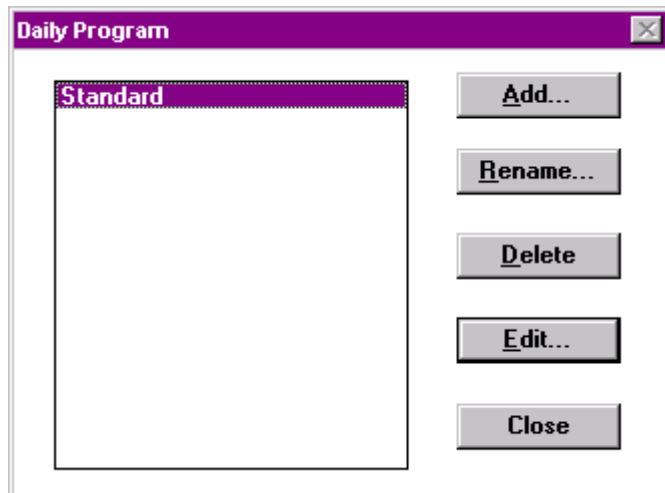 Daily Program
Standard
Add...
Rename...
Delete
Edit...
Close